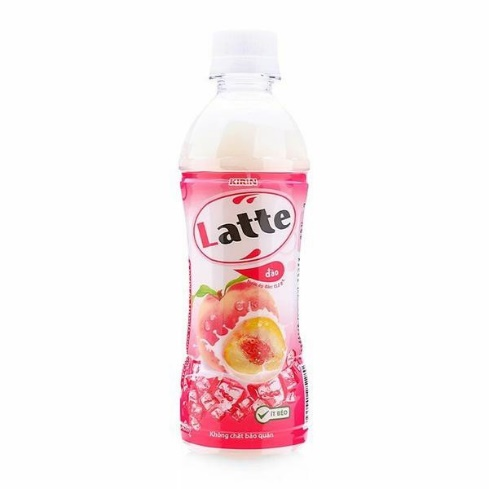 KIRIN
Latte
đào
ÍT BÉO
Không chất bảo quản